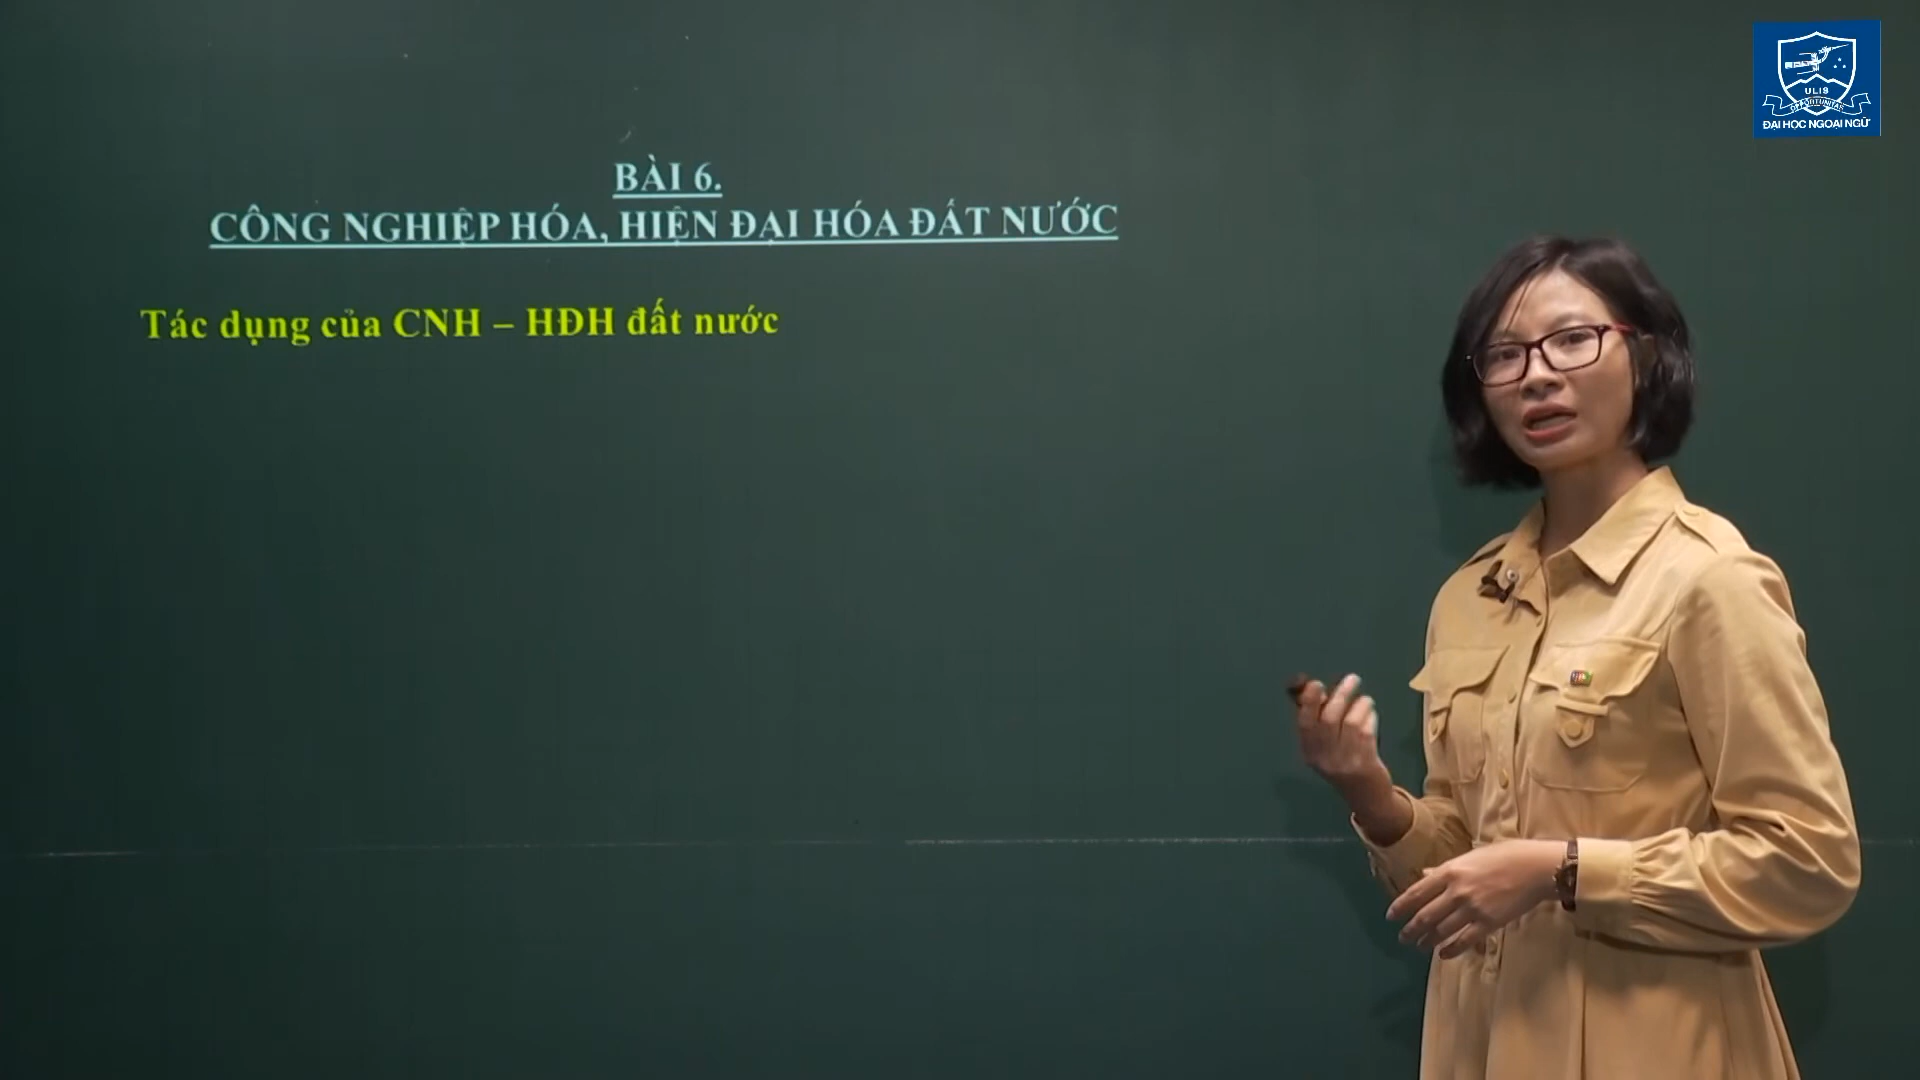 BÀI 6.
CÔNG NGHIỆP HÓA, HIỆN ĐẠI HÓA ĐẤT NƯỚC
Tác dụng của CNH – HĐH đất nước
ULIS
ĐẠI HỌC NGOẠI NGỮ